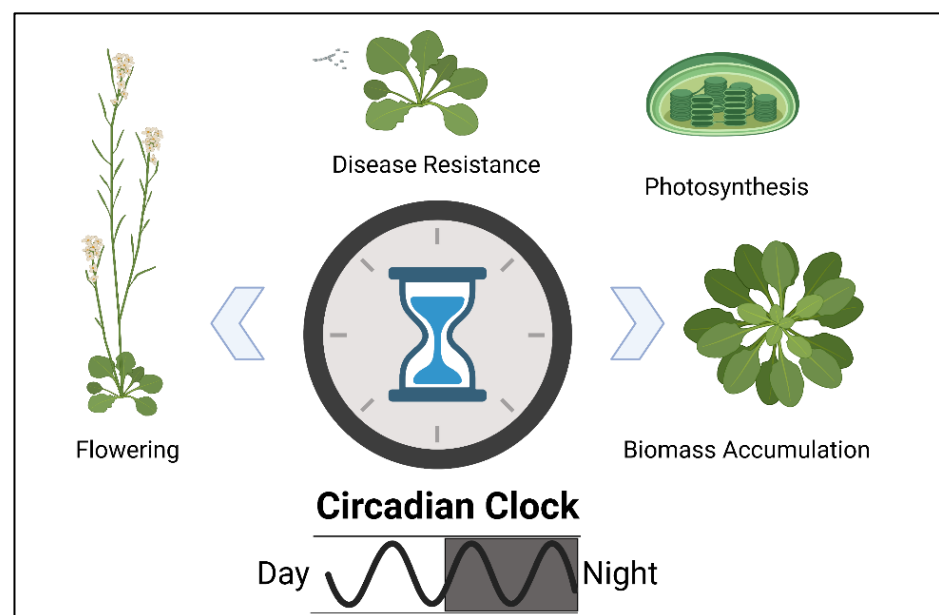 Disease Resistance
Photosynthesis
Flowering
Biomass Accumulation
Circadian Clock
Day
Night